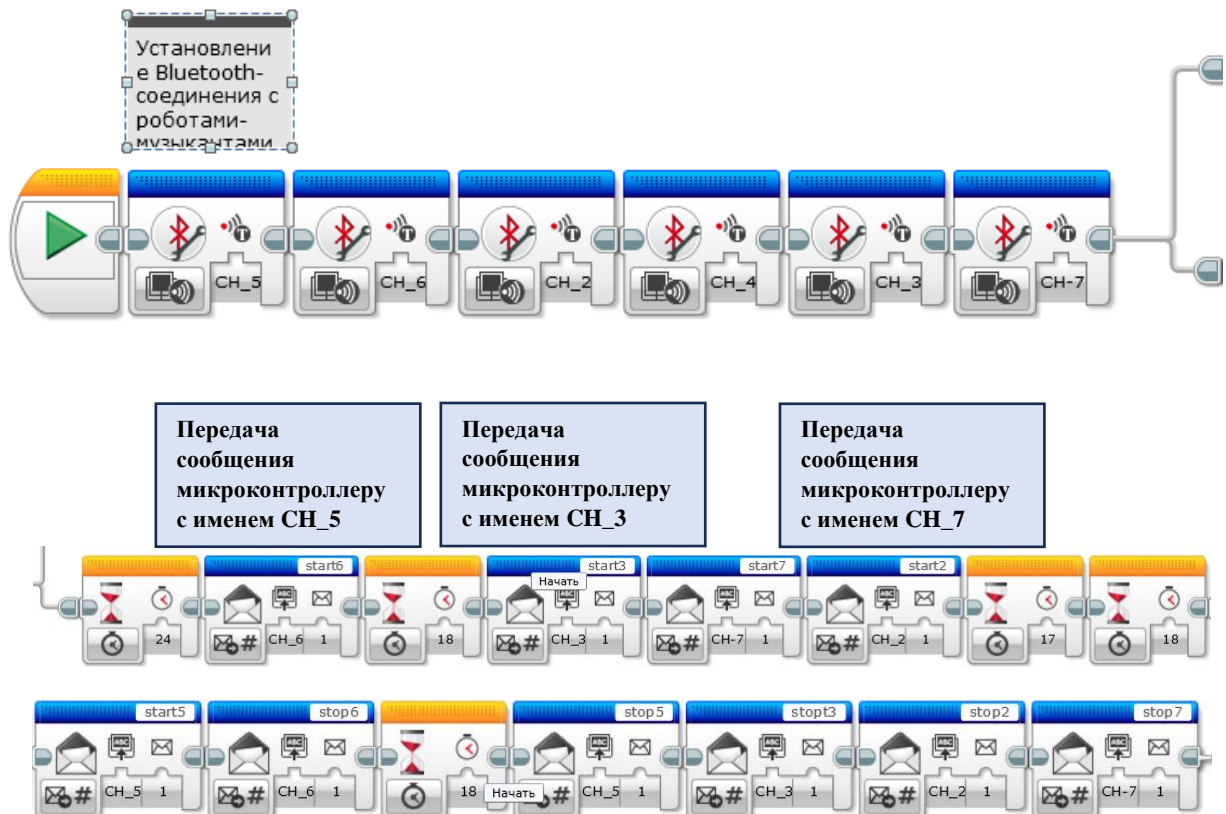 Установлени
е Bluetooth-
соединения с
роботами-
музыкантами
CH_5 CH_6 CH_2 CH_4 CH_3 CH-7
Передача
сообщения
микроконтроллеру
с именем CH_5
Передача
сообщения
микроконтроллеру
с именем CH_3
Передача
сообщения
микроконтроллеру
с именем CH_7
start6 start3 start7 start2
Начать
24 CH_6 1 18 CH_3 1 CH-7 1 CH_2 1 17 18
start5 stop6 stop5 stopt3 stop2 stop7
CH_5 1 CH_6 1 18 Начать CH_5 1 CH_3 1 CH_2 1 CH-7 1